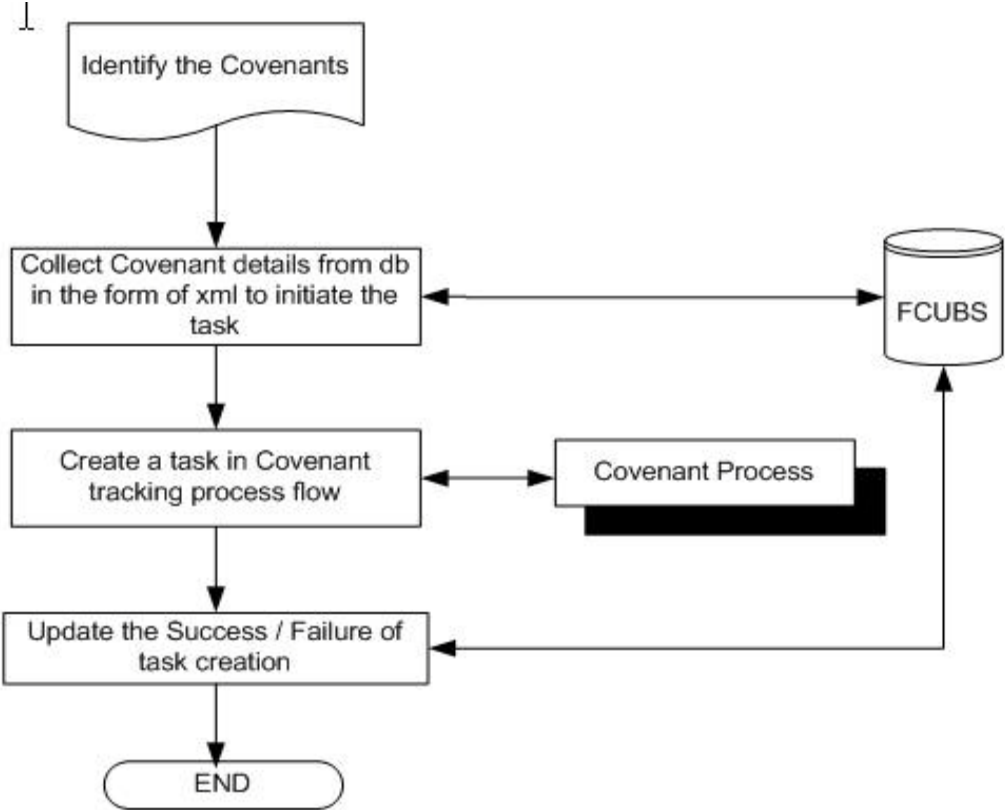 Identify the Covenants
Collect Covenant details from db
in the form of xml to initiate the
task
FCUBS
Create a task in Covenant
tracking process flow
Covenant Process
Update the Success / Failure of
task creation
END